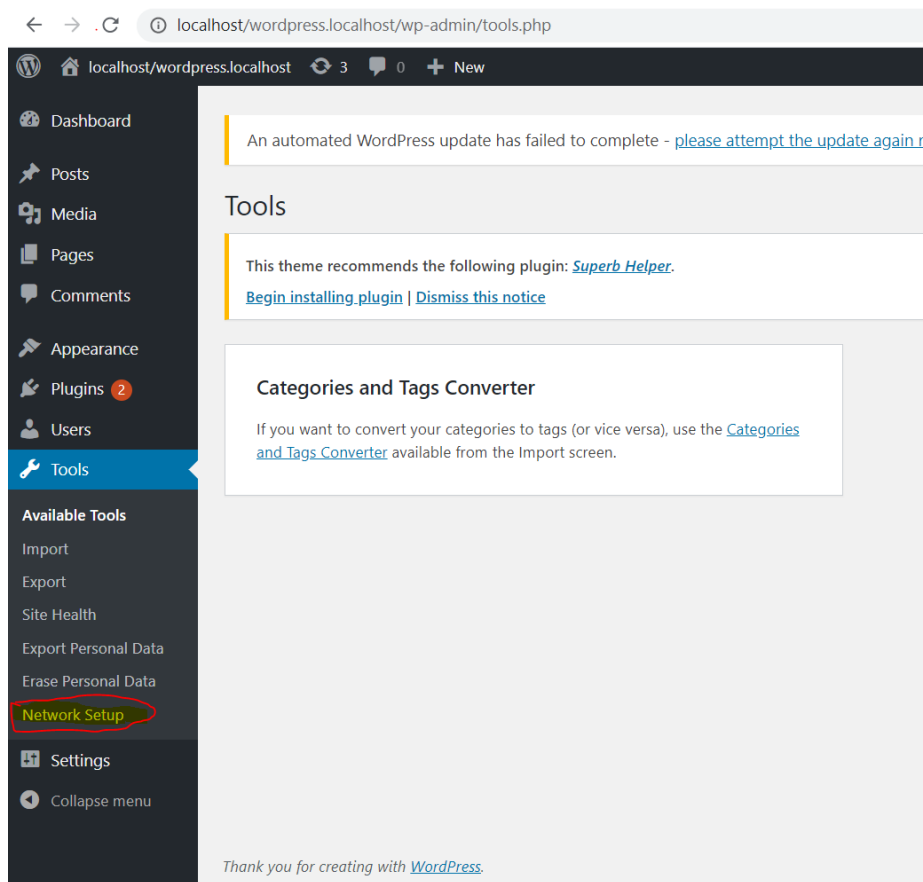 localhost/wordpress.localhost/wp-admin/tools.php
localhost/wordpress.localhost 3 0 New
Dashboard
Posts
Media
Pages
Comments
Appearance
Plugins 2
Users
Tools
Available Tools
Import
Export
Site Health
Export Personal Data
Erase Personal Data
Network Setup
Settings
Collapse menu
An automated WordPress update has failed to complete - please attempt the update again
Tools
This theme recommends the following plugin: Superb Helper.
Begin installing plugin | Dismiss this notice
Categories and Tags Converter
If you want to convert your categories to tags (or vice versa), use the Categories
and Tags Converter available from the Import screen.
Thank you for creating with WordPress.